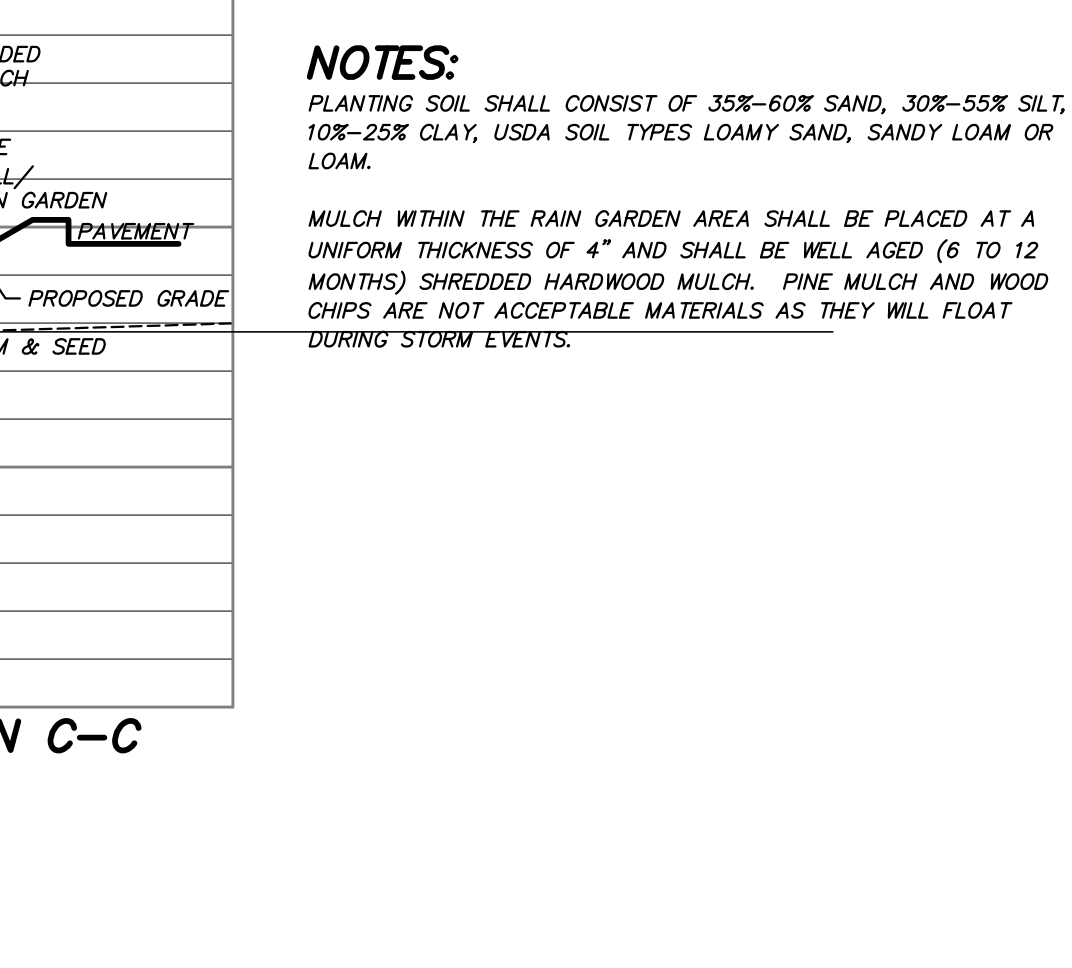 GARDEN
PAVEMENT
PROPOSED GRADE
& SEED
C-C
NOTES:
PLANTING SOIL SHALL CONSIST OF 35%-60% SAND, 30%-55% SILT,
10%-25% CLAY, USDA SOIL TYPES LOAMY SAND, SANDY LOAM OR
LOAM.
MULCH WITHIN THE RAIN GARDEN AREA SHALL BE PLACED AT A
UNIFORM THICKNESS OF 4" AND SHALL BE WELL AGED (6 TO 12
MONTHS) SHREDDED HARDWOOD MULCH. PINE MULCH AND WOOD
CHIPS ARE NOT ACCEPTABLE MATERIALS AS THEY WILL FLOAT
DURING STORM EVENTS.